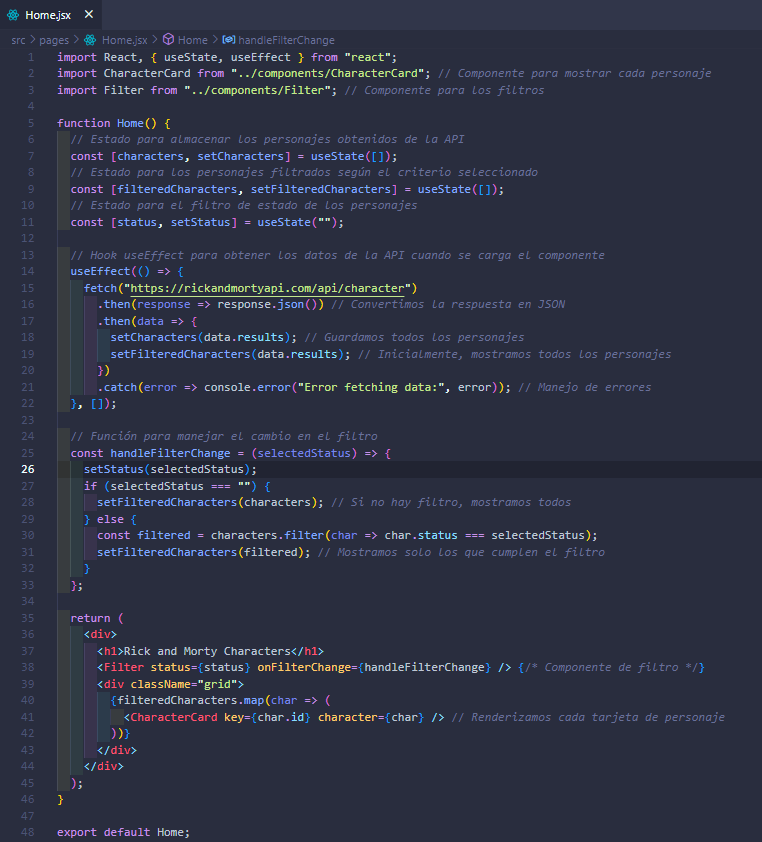 Home.jsx ×
src > pages > Home.jsx > Home > handleFilterChange
1 import React, { useState, useEffect } from "react";
2 import CharacterCard from "../components/CharacterCard"; // Componente para mostrar cada personaje
3 import Filter from "../components/Filter"; // Componente para los filtros
4
5 function Home() {
6   // Estado para almacenar los personajes obtenidos de la API
7   const [characters, setCharacters] = useState([]);
8   // Estado para los personajes filtrados según el criterio seleccionado
9   const [filteredCharacters, setFilteredCharacters] = useState([]);
10   // Estado para el filtro de estado de los personajes
11   const [status, setStatus] = useState("");
12
13   // Hook useEffect para obtener los datos de la API cuando se carga el componente
14   useEffect(() => {
15     fetch("https://rickandmortyapi.com/api/character")
16       .then(response => response.json()) // Convertimos la respuesta en JSON
17       .then(data => {
18         setCharacters(data.results); // Guardamos todos los personajes
19         setFilteredCharacters(data.results); // Inicialmente, mostramos todos los personajes
20       })
21       .catch(error => console.error("Error fetching data:", error)); // Manejo de errores
22   }, []);
23
24   // Función para manejar el cambio en el filtro
25   const handleFilterChange = (selectedStatus) => {
26     setStatus(selectedStatus);
27     if (selectedStatus === "") {
28       setFilteredCharacters(characters); // Si no hay filtro, mostramos todos
29     } else {
30       const filtered = characters.filter(char => char.status === selectedStatus);
31       setFilteredCharacters(filtered); // Mostramos solo los que cumplen el filtro
32     }
33   };
34
35   return (
36     <div>
37       <h1>Rick and Morty Characters</h1>
38       <Filter status={status} onFilterChange={handleFilterChange} /> {/* Componente de filtro */}
39       <div className="grid">
40         {filteredCharacters.map(char => (
41           <CharacterCard key={char.id} character={char} /> // Renderizamos cada tarjeta de personaje
42         ))}
43       </div>
44     </div>
45   );
46 }
47
48 export default Home;